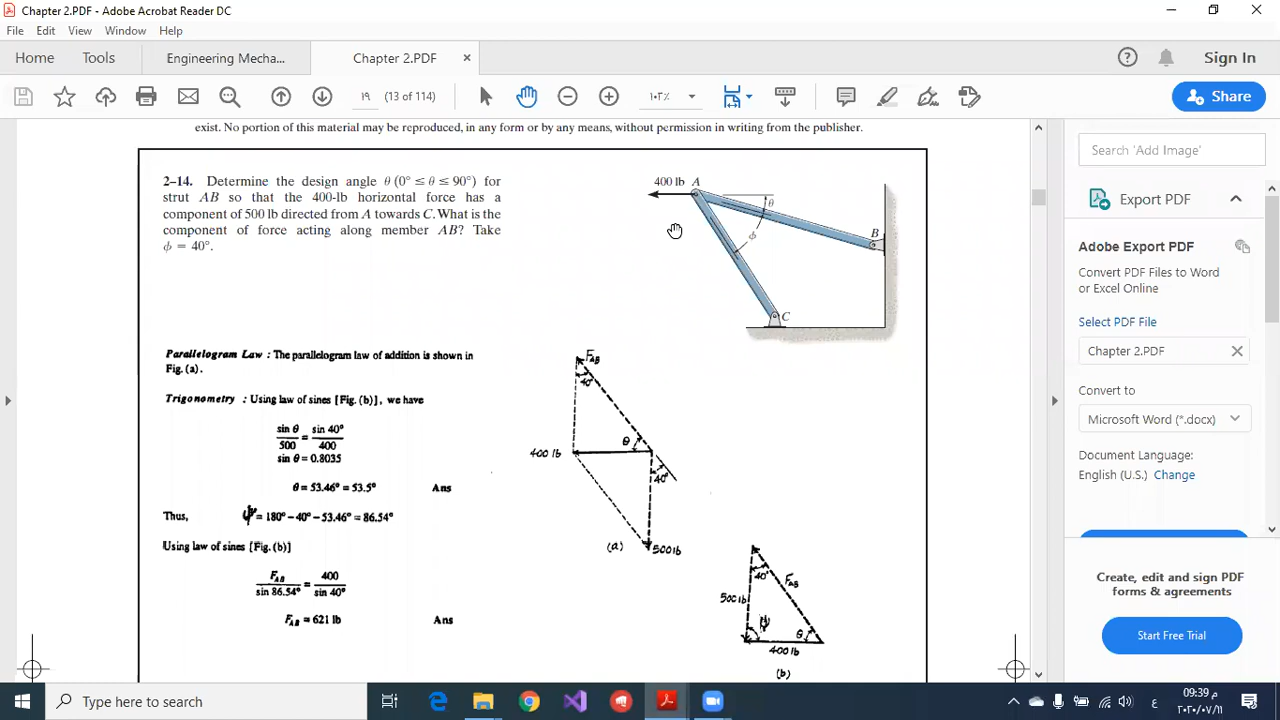 Chapter 2.PDF - Adobe Acrobat Reader DC
File Edit View Window Help
Home Tools Engineering Mecha... Chapter 2.PDF × Sign In
١٩ (13 of 114) ١٠٢٪ Share
exist. No portion of this material may be reproduced, in any form or by any means, without permission in writing from the publisher.
2–14. Determine the design angle θ (0° ≤ θ ≤ 90°) for
strut AB so that the 400-lb horizontal force has a
component of 500 lb directed from A towards C. What is the
component of force acting along member AB? Take
ϕ = 40°.
400 lb A
θ
ϕ
B
C
Parallelogram Law : The parallelogram law of addition is shown in
Fig. (a).
Trigonometry : Using law of sines [Fig. (b)], we have
sin θ / 500 = sin 40° / 400
sin θ = 0.8035
θ = 53.46° = 53.5° Ans
Thus, ψ = 180° − 40° − 53.46° = 86.54°
Using law of sines [Fig. (b)]
F_AB / sin 86.54° = 400 / sin 40°
F_AB = 621 lb Ans
F_AB
40°
θ
400 lb
40°
(a) 500 lb
40° F_AB
500 lb
ψ θ
400 lb
(b)
Search 'Add Image'
Export PDF
Adobe Export PDF
Convert PDF Files to Word
or Excel Online
Select PDF File
Chapter 2.PDF
Convert to
Microsoft Word (*.docx)
Document Language:
English (U.S.) Change
Create, edit and sign PDF
forms & agreements
Start Free Trial
Type here to search
ع
09:39 م